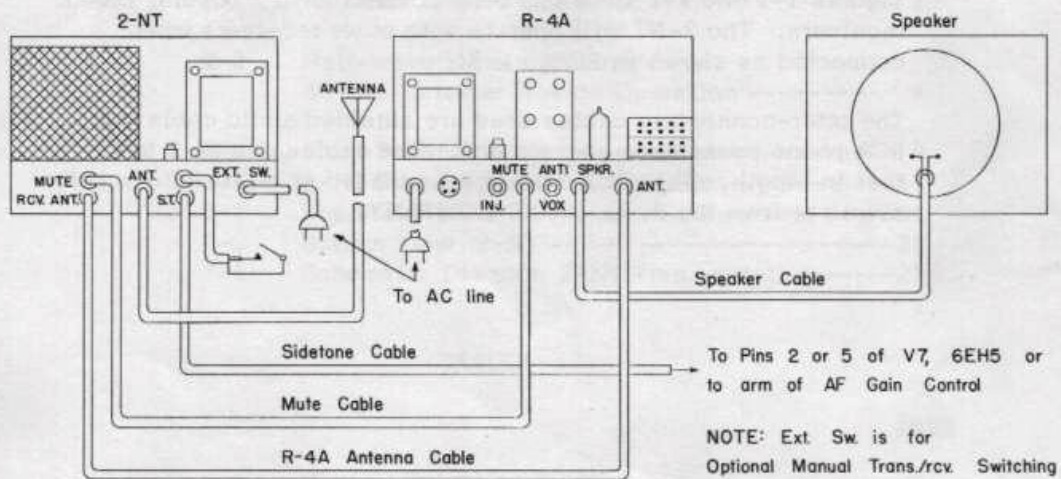 2-NT
R-4A
Speaker
ANTENNA
MUTE
ANT.
EXT. SW.
RCV. ANT.
S.T.
MUTE
ANTI
SPKR.
ANT.
INJ.
VOX
To AC line
Speaker Cable
Sidetone Cable
To Pins 2 or 5 of V7, 6EH5 or
to arm of AF Gain Control
Mute Cable
NOTE: Ext. Sw. is for
R-4A Antenna Cable
Optional Manual Trans./rcv. Switching